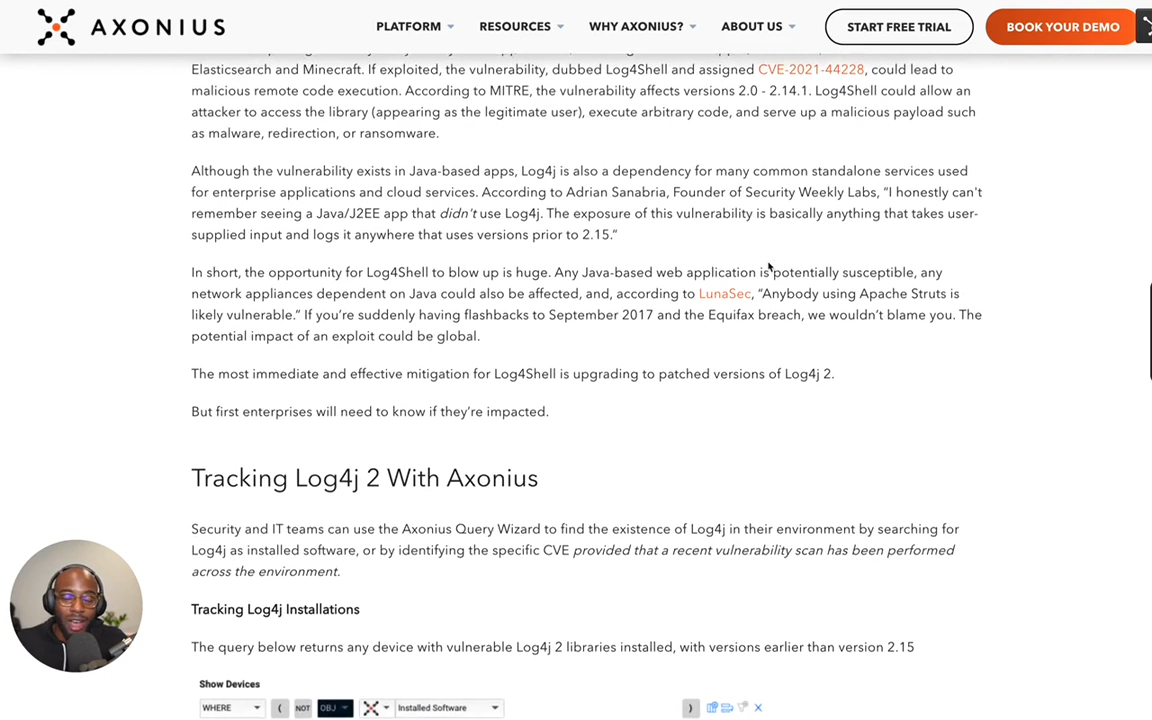 AXONIUS
PLATFORM
RESOURCES
WHY AXONIUS?
ABOUT US
START FREE TRIAL
BOOK YOUR DEMO
Elasticsearch and Minecraft. If exploited, the vulnerability, dubbed Log4Shell and assigned CVE-2021-44228, could lead to
malicious remote code execution. According to MITRE, the vulnerability affects versions 2.0 - 2.14.1. Log4Shell could allow an
attacker to access the library (appearing as the legitimate user), execute arbitrary code, and serve up a malicious payload such
as malware, redirection, or ransomware.
Although the vulnerability exists in Java-based apps, Log4j is also a dependency for many common standalone services used
for enterprise applications and cloud services. According to Adrian Sanabria, Founder of Security Weekly Labs, “I honestly can't
remember seeing a Java/J2EE app that didn't use Log4j. The exposure of this vulnerability is basically anything that takes user-
supplied input and logs it anywhere that uses versions prior to 2.15.”
In short, the opportunity for Log4Shell to blow up is huge. Any Java-based web application is potentially susceptible, any
network appliances dependent on Java could also be affected, and, according to LunaSec, “Anybody using Apache Struts is
likely vulnerable.” If you’re suddenly having flashbacks to September 2017 and the Equifax breach, we wouldn’t blame you. The
potential impact of an exploit could be global.
The most immediate and effective mitigation for Log4Shell is upgrading to patched versions of Log4j 2.
But first enterprises will need to know if they’re impacted.
Tracking Log4j 2 With Axonius
Security and IT teams can use the Axonius Query Wizard to find the existence of Log4j in their environment by searching for
Log4j as installed software, or by identifying the specific CVE provided that a recent vulnerability scan has been performed
across the environment.
Tracking Log4j Installations
The query below returns any device with vulnerable Log4j 2 libraries installed, with versions earlier than version 2.15
Show Devices
WHERE ( NOT OBJ Installed Software )